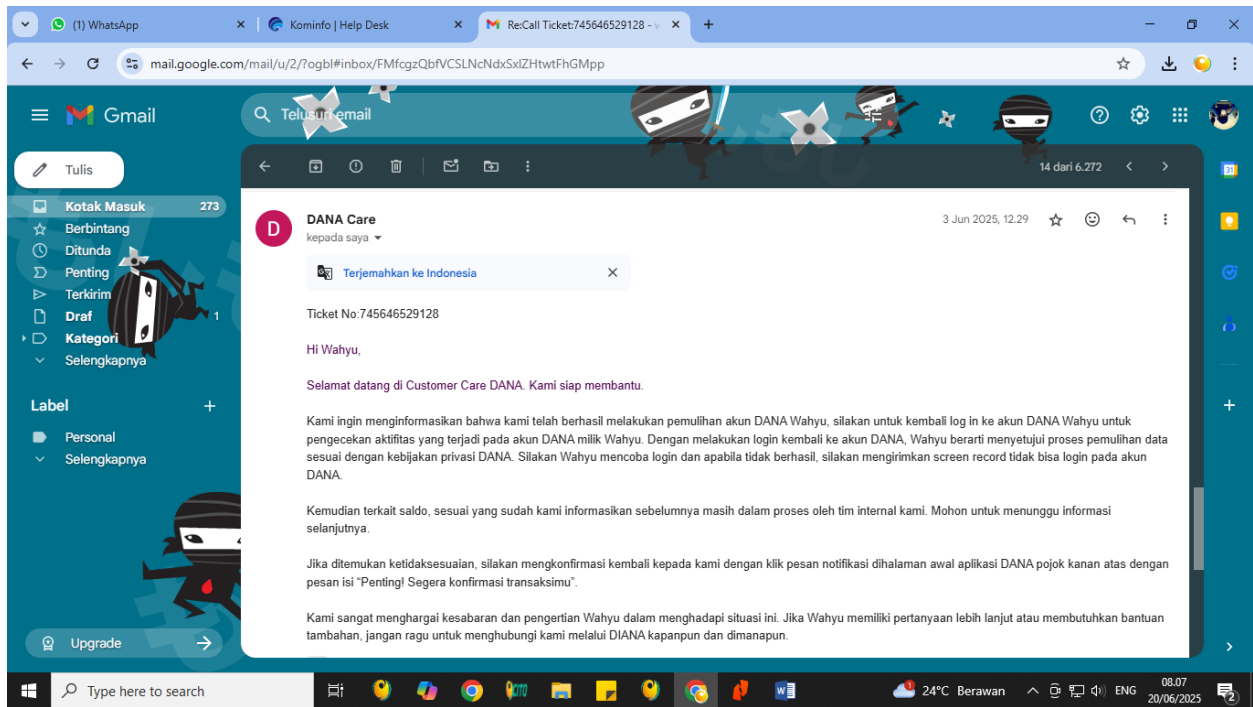 (1) WhatsApp
Kominfo | Help Desk
Re:Call Ticket:745646529128 -
mail.google.com/mail/u/2/?ogbl#inbox/FMfcgzQbfVCSLNcNdxSxlZHtwtFhGMpp
Gmail
Telusuri email
Tulis
14 dari 6.272
Kotak Masuk 273
Berbintang
Ditunda
Penting
Terkirim
Draf 1
Kategori
Selengkapnya
Label
Personal
Selengkapnya
Upgrade
DANA Care
3 Jun 2025, 12.29
kepada saya
Terjemahkan ke Indonesia
Ticket No:745646529128
Hi Wahyu,
Selamat datang di Customer Care DANA. Kami siap membantu.
Kami ingin menginformasikan bahwa kami telah berhasil melakukan pemulihan akun DANA Wahyu, silakan untuk kembali log in ke akun DANA Wahyu untuk
pengecekan aktifitas yang terjadi pada akun DANA milik Wahyu. Dengan melakukan login kembali ke akun DANA, Wahyu berarti menyetujui proses pemulihan data
sesuai dengan kebijakan privasi DANA. Silakan Wahyu mencoba login dan apabila tidak berhasil, silakan mengirimkan screen record tidak bisa login pada akun
DANA.
Kemudian terkait saldo, sesuai yang sudah kami informasikan sebelumnya masih dalam proses oleh tim internal kami. Mohon untuk menunggu informasi
selanjutnya.
Jika ditemukan ketidaksesuaian, silakan mengkonfirmasi kembali kepada kami dengan klik pesan notifikasi dihalaman awal aplikasi DANA pojok kanan atas dengan
pesan isi “Penting! Segera konfirmasi transaksimu”.
Kami sangat menghargai kesabaran dan pengertian Wahyu dalam menghadapi situasi ini. Jika Wahyu memiliki pertanyaan lebih lanjut atau membutuhkan bantuan
tambahan, jangan ragu untuk menghubungi kami melalui DIANA kapanpun dan dimanapun.
Type here to search
24°C Berawan
ENG
08.07
20/06/2025